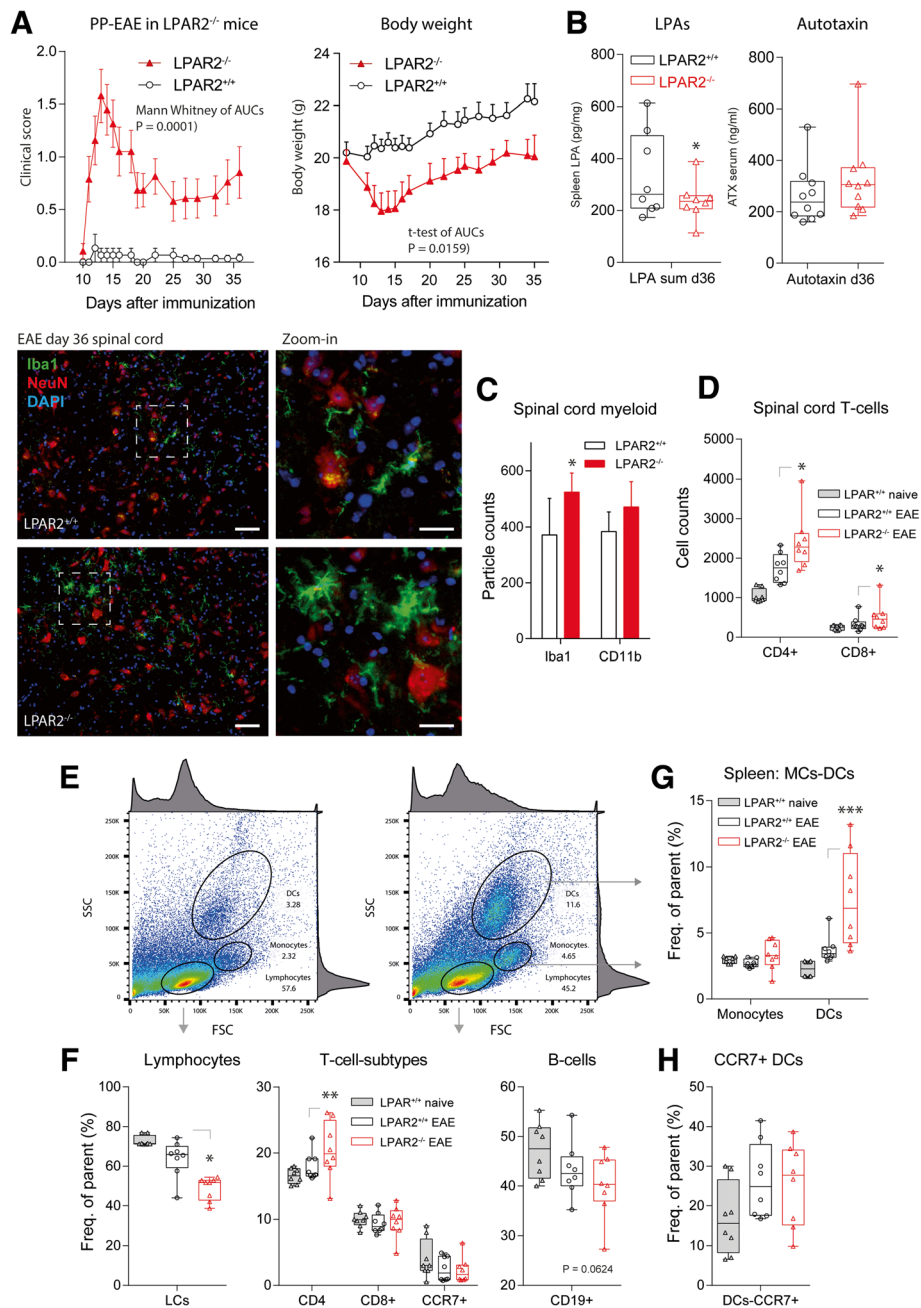 A
PP-EAE in LPAR2-/- mice
LPAR2-/-
LPAR2+/+
Mann Whitney of AUCs
P = 0.0001)
Clinical score
2.0
1.5
1.0
0.5
0.0
10 15 19 23 29 33 36
Days after immunization
Body weight
LPAR2-/-
LPAR2+/+
Body weight (g)
24
22
20
18
16
t-test of AUCs
P = 0.0159)
10 15 20 25 30 35
Days after immunization
B
LPAs
LPAR2+/+
LPAR2-/-
Spleen LPA (pg/mg)
800
600
400
200
0
*
LPA sum d36
Autotaxin
ATX serum (ng/ml)
800
600
400
200
0
Autotaxin d36
EAE day 36 spinal cord
Zoom-in
Iba1
NeuN
DAPI
LPAR2+/+
LPAR2-/-
C
Spinal cord myeloid
LPAR2+/+
LPAR2-/-
Particle counts
600
400
200
0
*
Iba1 CD11b
D
Spinal cord T-cells
LPAR+/+ naive
LPAR2+/+ EAE
LPAR2-/- EAE
Cell counts
5000
4000
3000
2000
1000
0
*
*
CD4+ CD8+
E
SSC
250K
200K
150K
100K
50K
0
DCs
3.28
Monocytes
2.32
Lymphocytes
57.6
0 50K 100K 150K 200K 250K
SSC
250K
200K
150K
100K
50K
0
DCs
11.6
Monocytes
4.65
Lymphocytes
45.2
0 50K 100K 150K 200K 250K
FSC
FSC
G
Spleen: MCs-DCs
LPAR+/+ naive
LPAR2+/+ EAE
LPAR2-/- EAE
***
Freq. of parent (%)
15
10
5
0
Monocytes DCs
F
Lymphocytes
Freq. of parent (%)
100
80
60
40
20
0
*
LCs
T-cell-subtypes
30
20
10
0
**
LPAR+/+ naive
LPAR2+/+ EAE
LPAR2-/- EAE
CD4 CD8+ CCR7+
B-cells
60
50
40
30
20
P = 0.0624
CD19+
H
CCR7+ DCs
Freq. of parent (%)
50
40
30
20
10
0
DCs-CCR7+